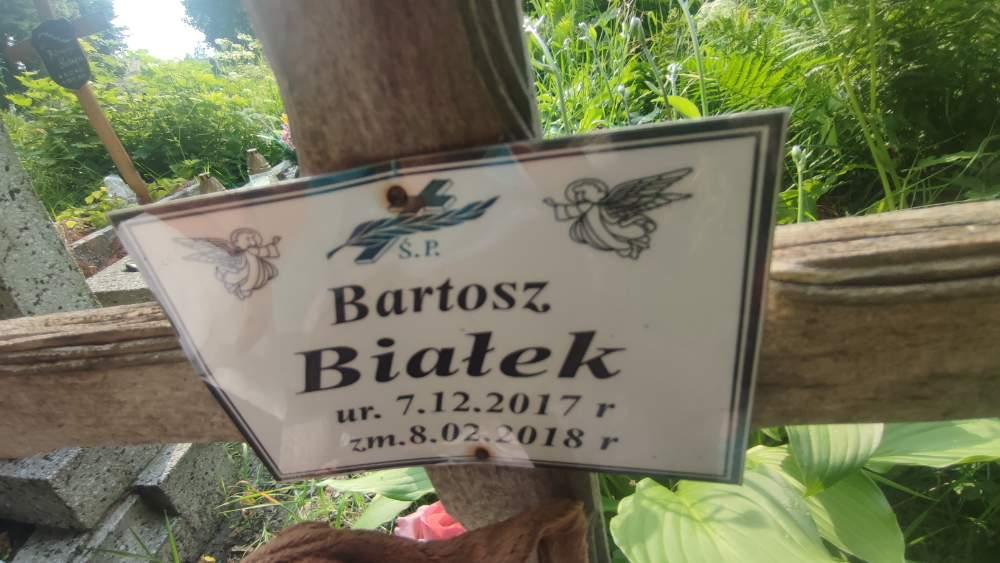 Ś.P.
Bartosz
Białek
ur. 7.12.2017 r
zm.8.02.2018 r